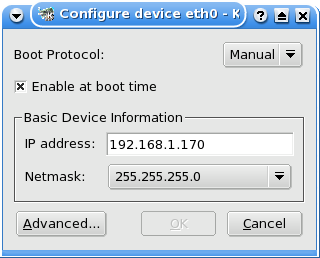 Configure device eth0 - K
Boot Protocol: Manual
Enable at boot time
Basic Device Information
IP address: 192.168.1.170
Netmask: 255.255.255.0
Advanced... OK Cancel